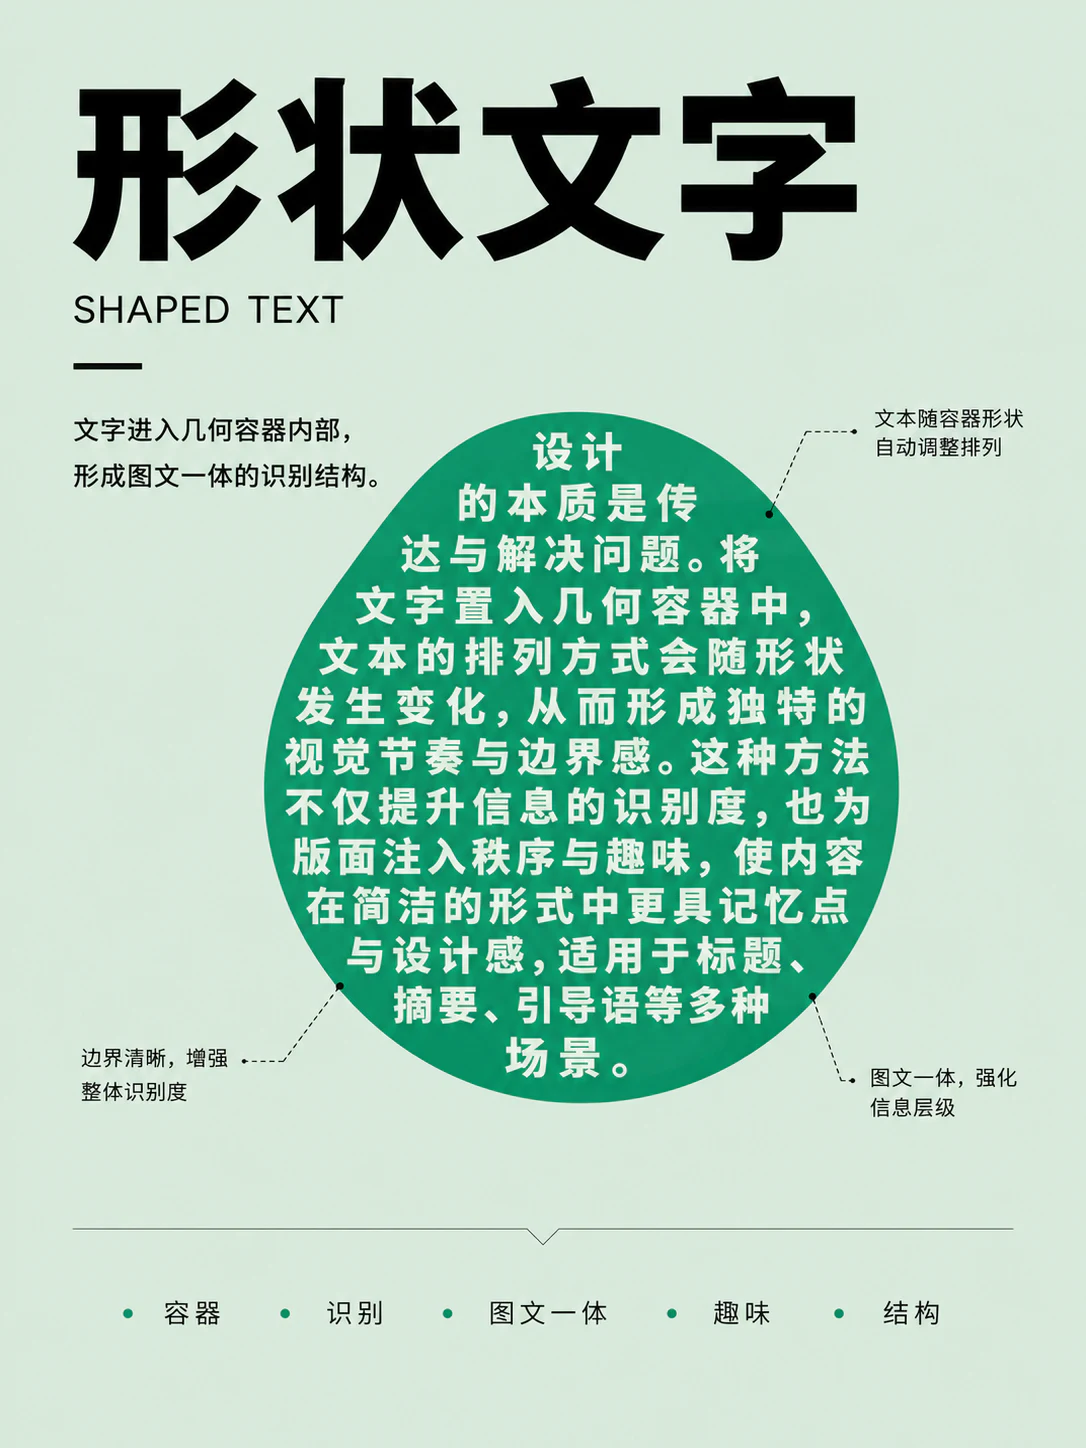 形状文字
SHAPED TEXT
文字进入几何容器内部，
形成图文一体的识别结构。
文本随容器形状
自动调整排列
设计
的本质是传
达与解决问题。将
文字置入几何容器中，
文本的排列方式会随形状
发生变化，从而形成独特的
视觉节奏与边界感。这种方法
不仅提升信息的识别度，也为
版面注入秩序与趣味，使内容
在简洁的形式中更具记忆点
与设计感，适用于标题、
摘要、引导语等多种
场景。
边界清晰，增强
整体识别度
图文一体，强化
信息层级
• 容器 • 识别 • 图文一体 • 趣味 • 结构